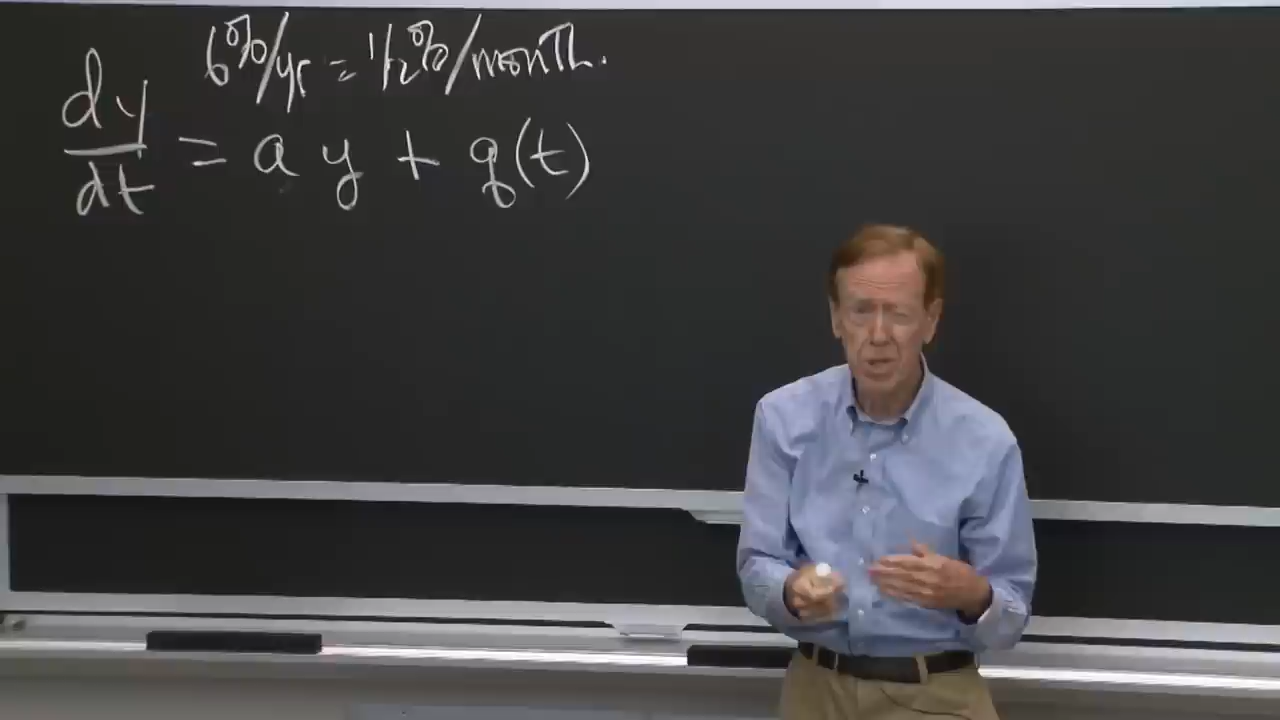 6%/yr = 1/2%/month.
dy/dt = a y + q(t)